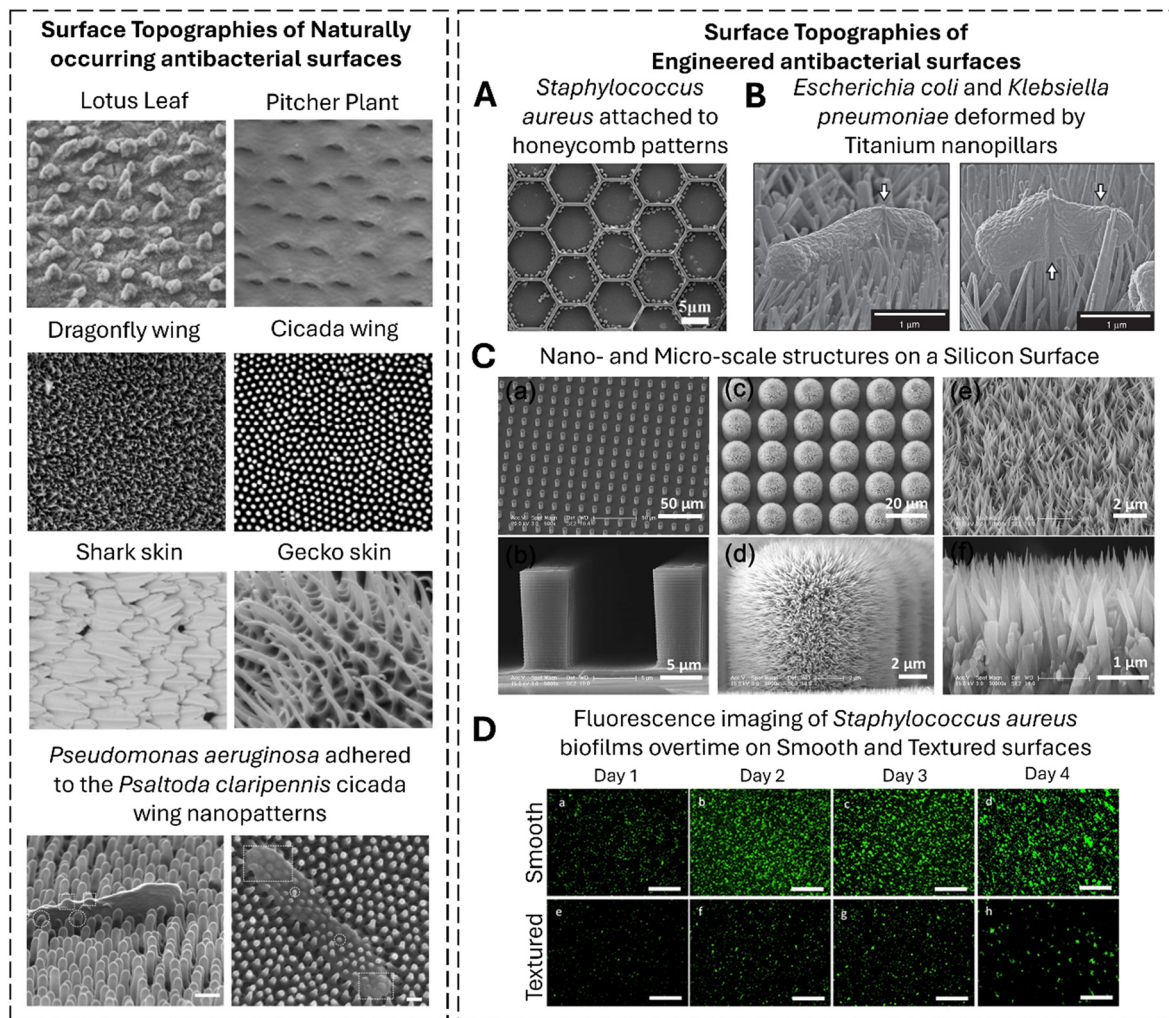 Surface Topographies of Naturally
occurring antibacterial surfaces
Lotus Leaf
Pitcher Plant
Dragonfly wing
Cicada wing
Shark skin
Gecko skin
Pseudomonas aeruginosa adhered
to the Psaltoda claripennis cicada
wing nanopatterns
Surface Topographies of
Engineered antibacterial surfaces
A
Staphylococcus
aureus attached to
honeycomb patterns
5μm
B
Escherichia coli and Klebsiella
pneumoniae deformed by
Titanium nanopillars
1 μm
1 μm
C
Nano- and Micro-scale structures on a Silicon Surface
(a)
50 μm
(c)
20 μm
(e)
2 μm
(b)
5 μm
(d)
2 μm
(f)
1 μm
D
Fluorescence imaging of Staphylococcus aureus
biofilms overtime on Smooth and Textured surfaces
Day 1
Day 2
Day 3
Day 4
Smooth
a
b
c
d
Textured
e
f
g
h